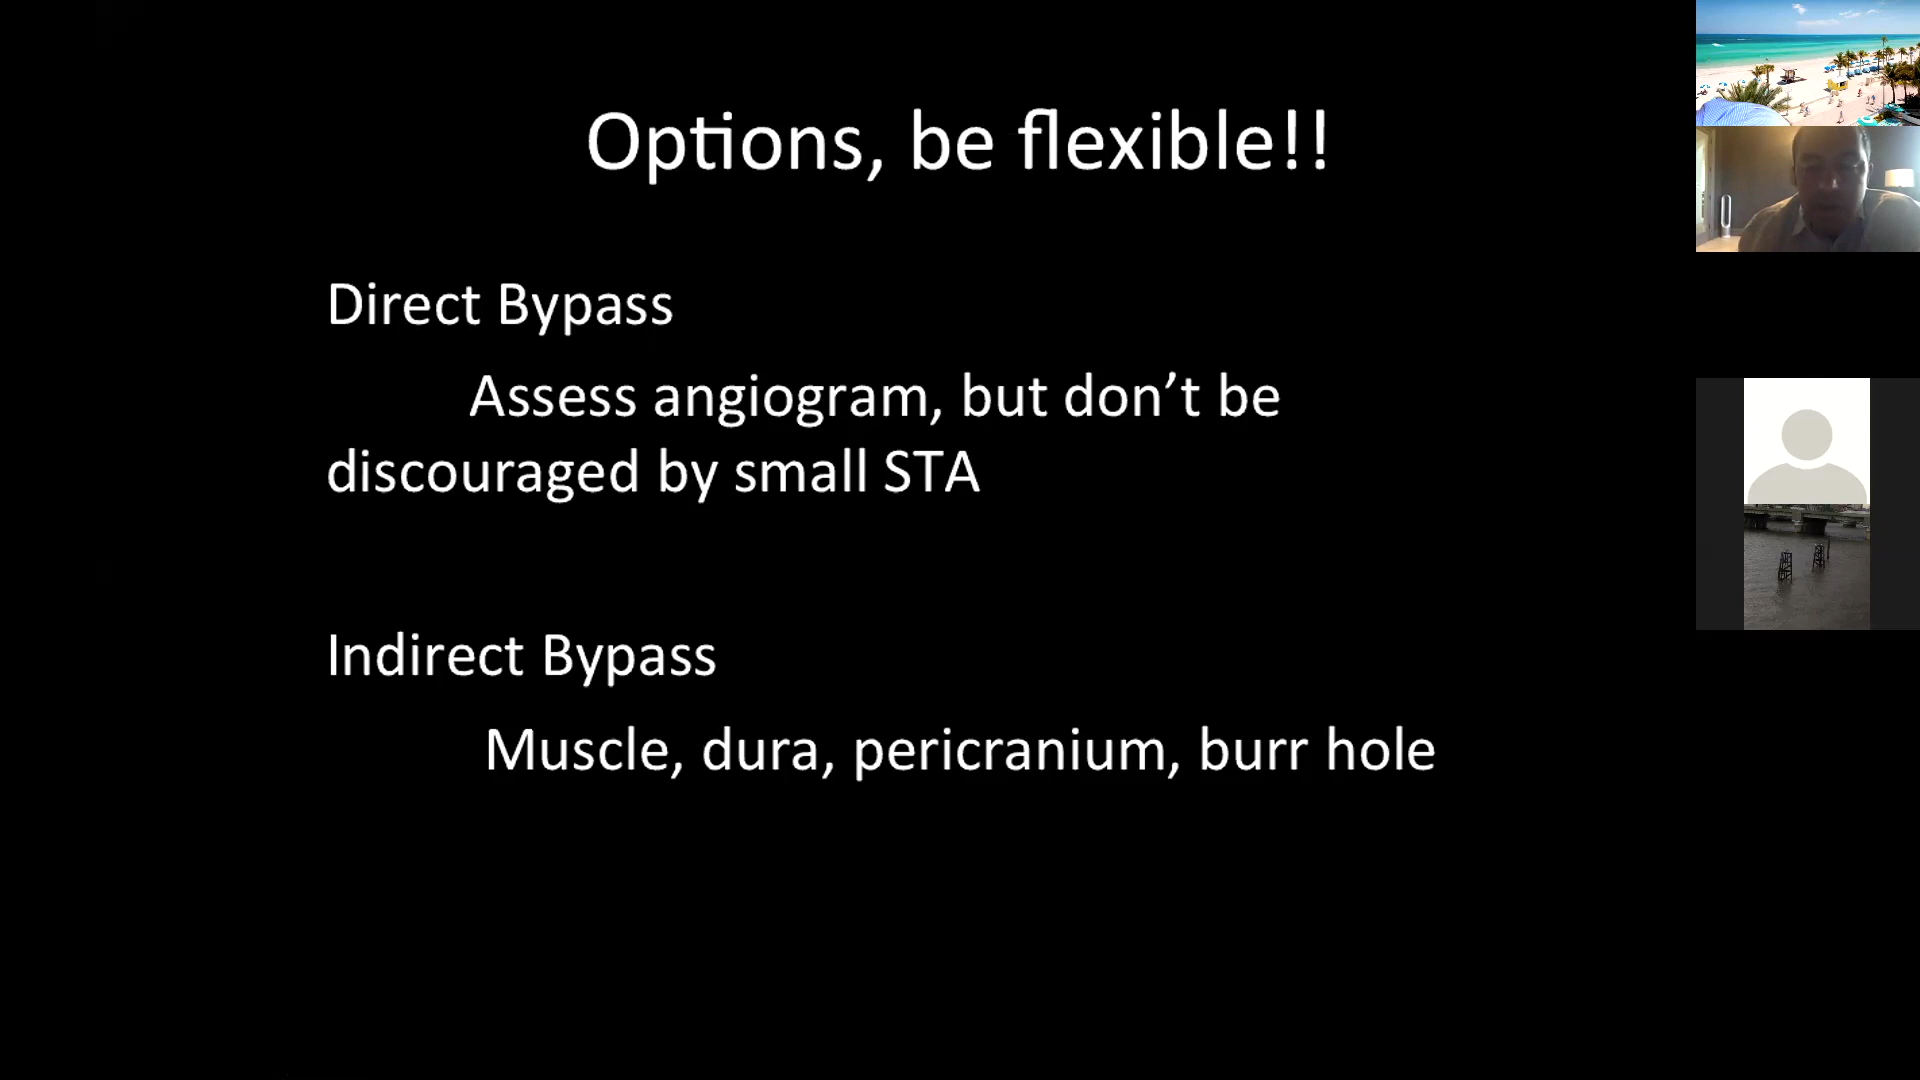 Options, be flexible!!
Direct Bypass
Assess angiogram, but don’t be
discouraged by small STA
Indirect Bypass
Muscle, dura, pericranium, burr hole